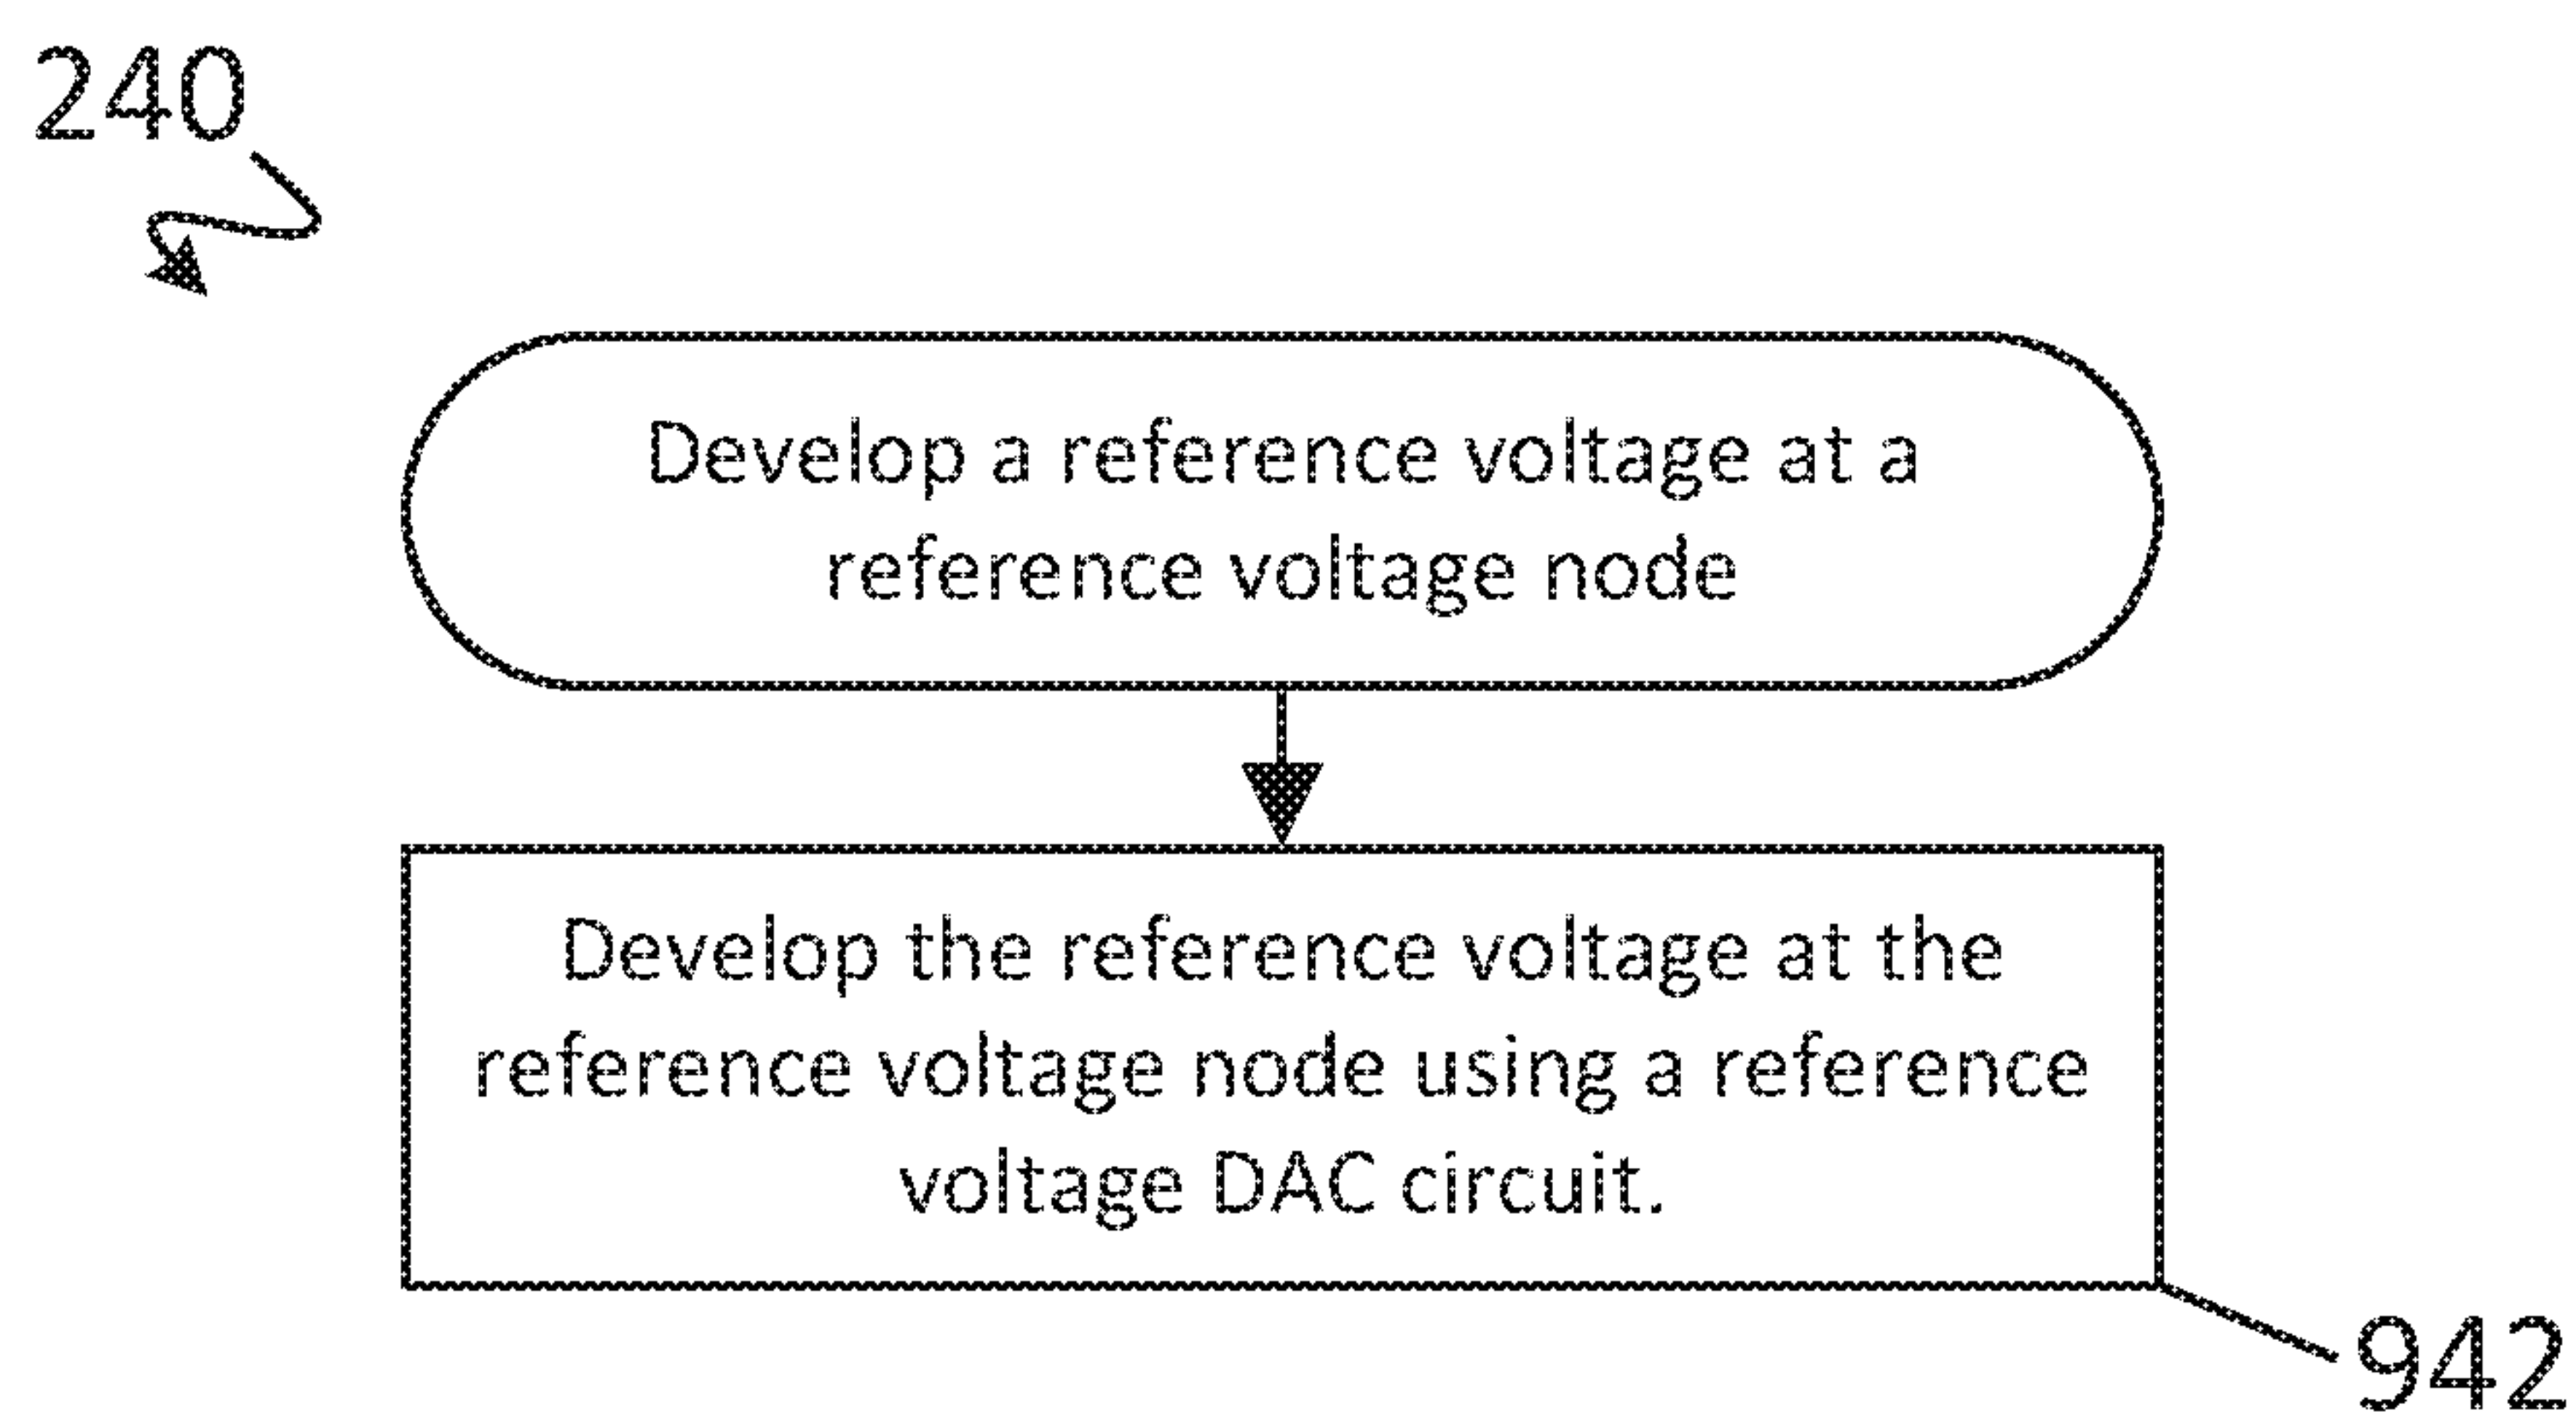 240
Develop a reference voltage at a
reference voltage node
Develop the reference voltage at the
reference voltage node using a reference
voltage DAC circuit.
942